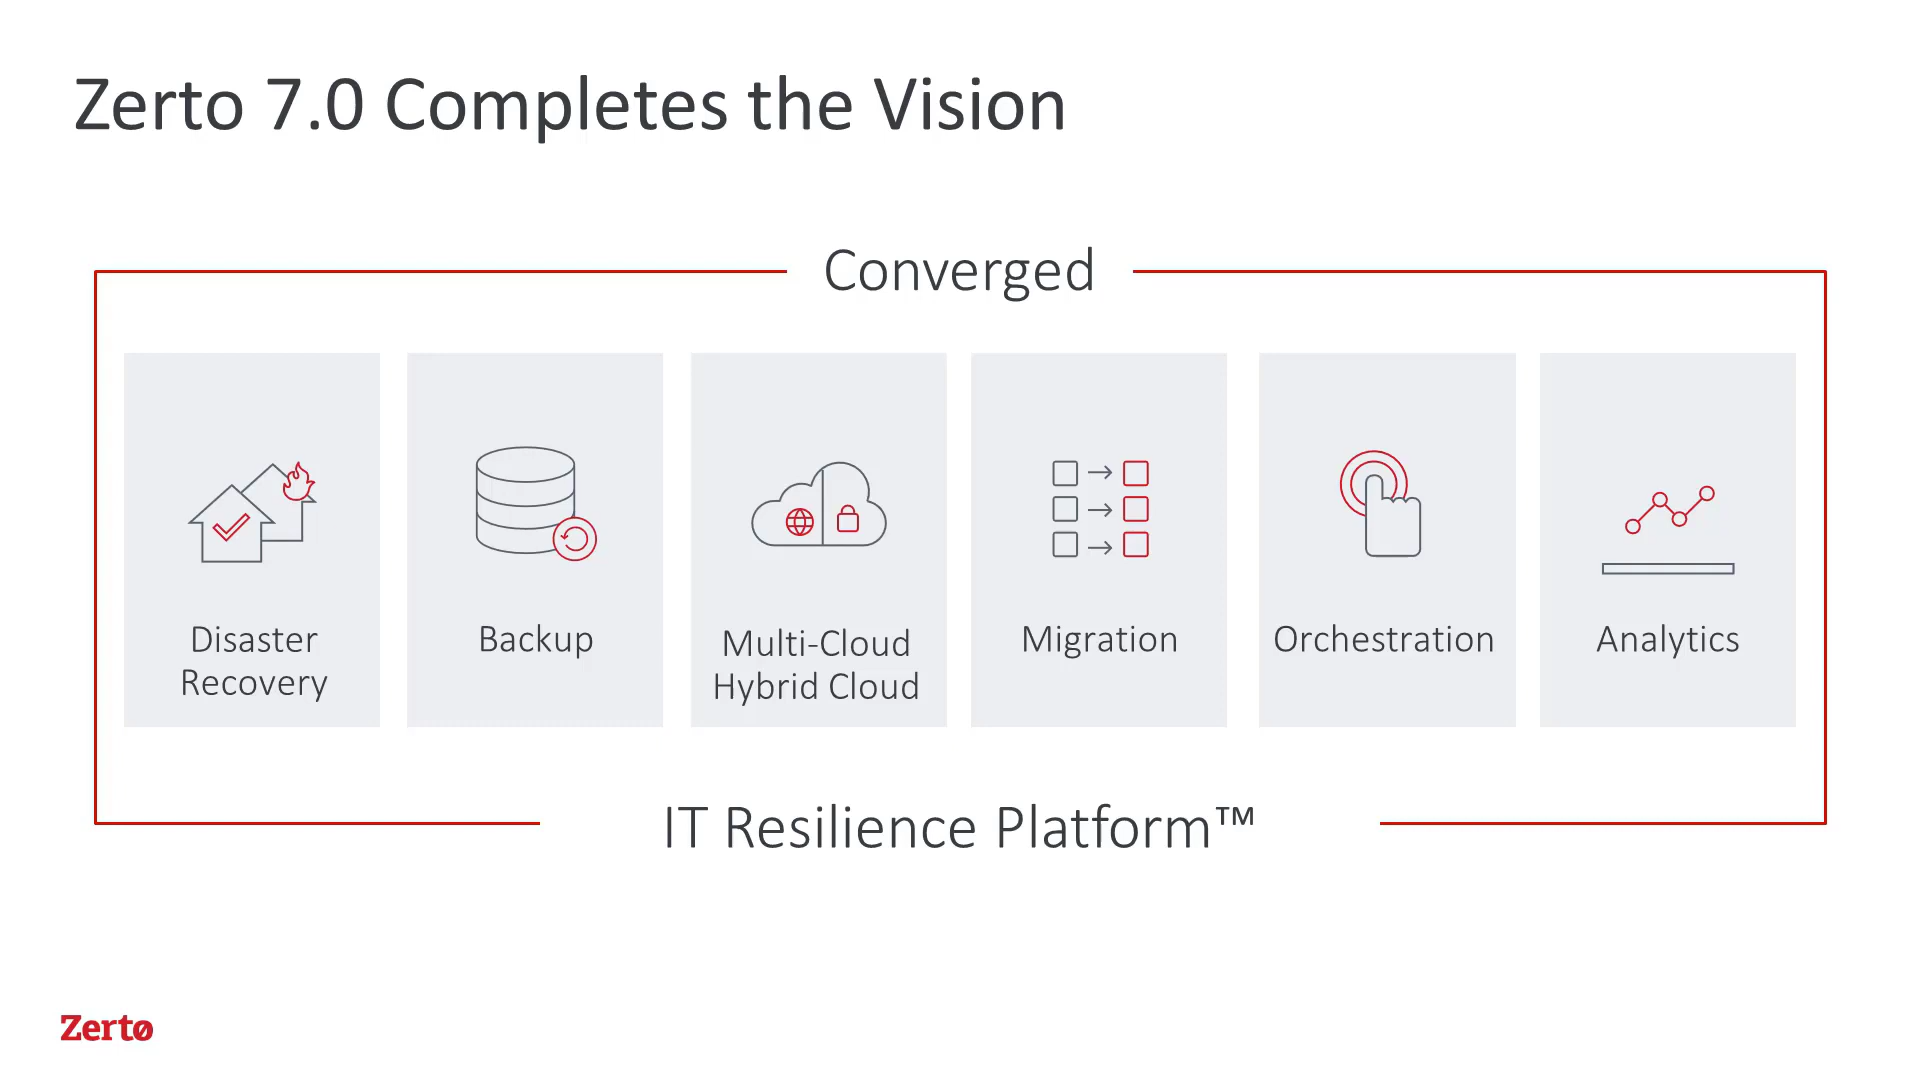 Zerto 7.0 Completes the Vision
Converged
Disaster
Recovery
Backup
Multi-Cloud
Hybrid Cloud
Migration
Orchestration
Analytics
IT Resilience Platform™
Zerto